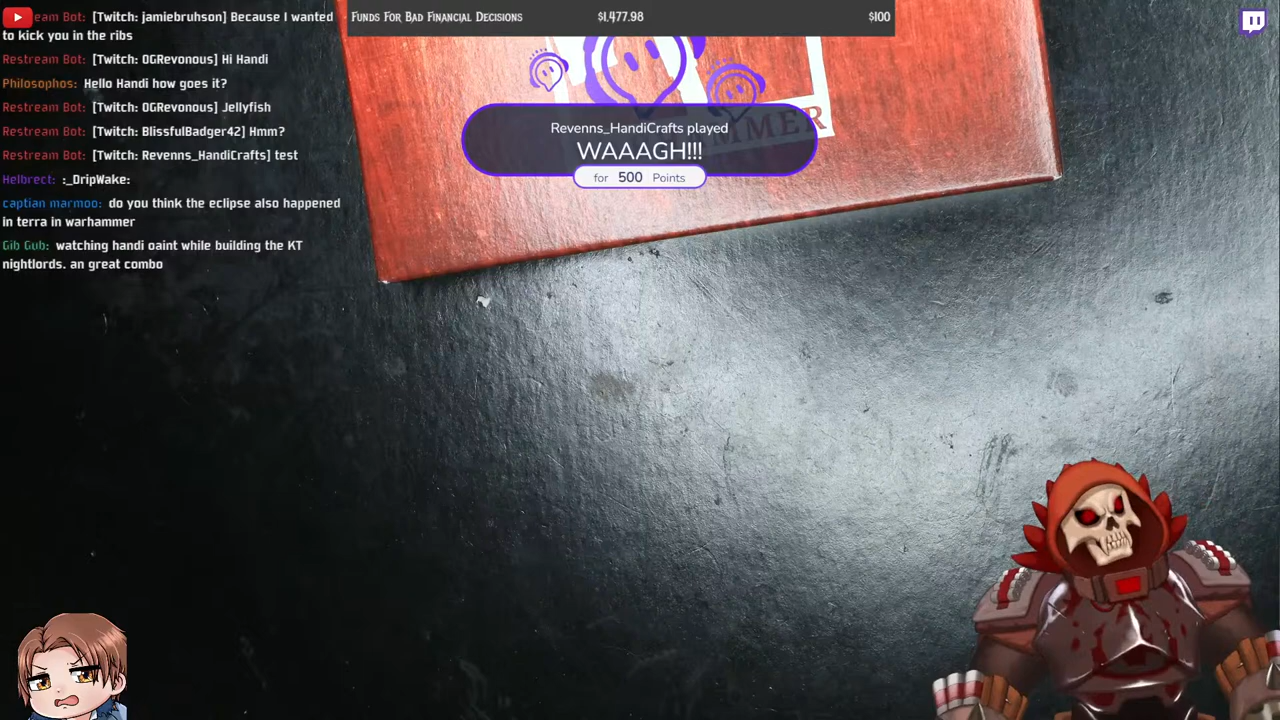 Funds For Bad Financial Decisions $1,477.98 $100
Restream Bot: [Twitch: jamiebruhson] Because I wanted
to kick you in the ribs
Restream Bot: [Twitch: OGRevonous] Hi Handi
Philosophos: Hello Handi how goes it?
Restream Bot: [Twitch: OGRevonous] Jellyfish
Restream Bot: [Twitch: BlissfulBadger42] Hmm?
Restream Bot: [Twitch: Revenns_HandiCrafts] test
Helbrect: :_DripWake:
captian marmoo: do you think the eclipse also happened
in terra in warhammer
Gib Gub: watching handi oaint while building the KT
nightlords. an great combo
Revenns_HandiCrafts played
WAAAGH!!!
for 500 Points